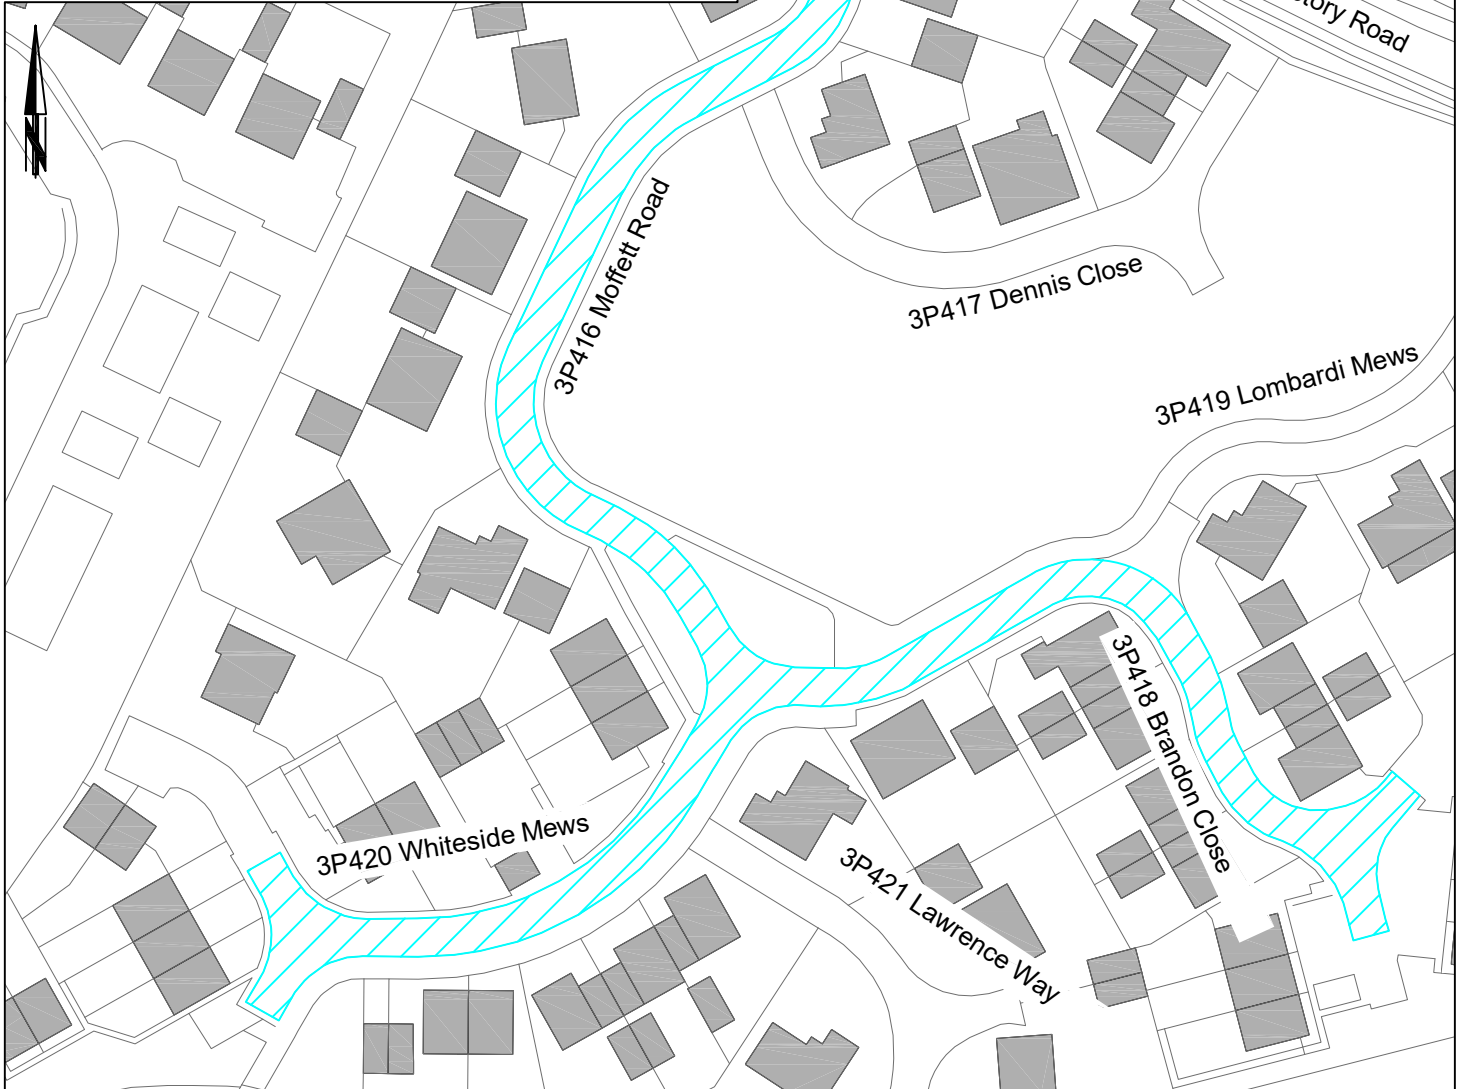 tory Road
3P416 Moffett Road
3P417 Dennis Close
3P419 Lombardi Mews
3P418 Brandon Close
3P420 Whiteside Mews
3P421 Lawrence Way
N